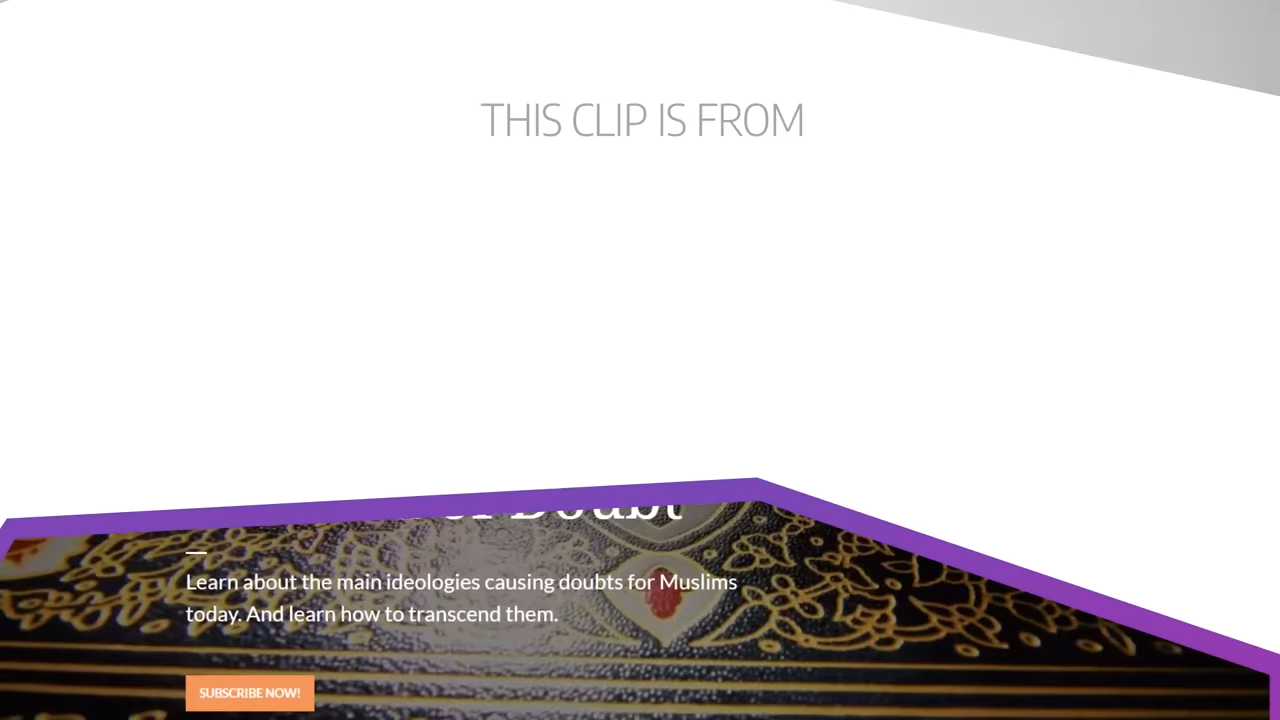 THIS CLIP IS FROM
Doubt
Learn about the main ideologies causing doubts for Muslims
today. And learn how to transcend them.
SUBSCRIBE NOW!